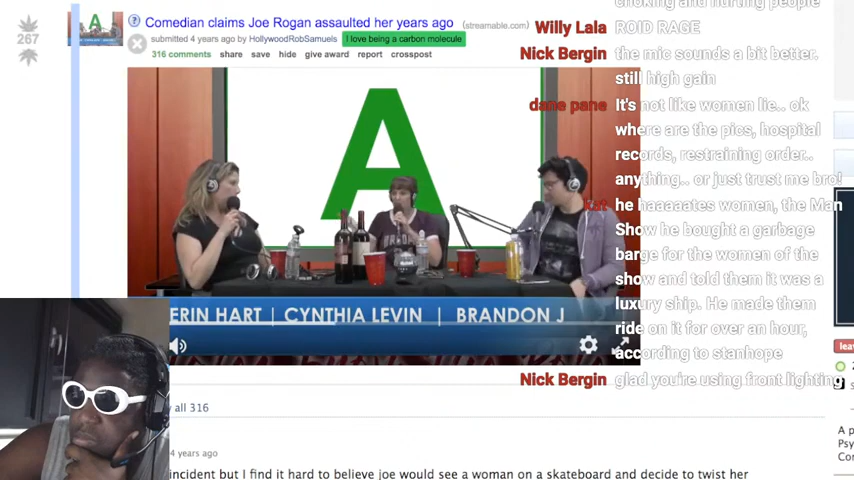 choking and hurting people
Comedian claims Joe Rogan assaulted her years ago (streamable.com)
267
submitted 4 years ago by HollywoodRobSamuels I love being a carbon molecule
316 comments share save hide give award report crosspost
Willy Lala ROID RAGE
Nick Bergin the mic sounds a bit better.
still high gain
dane pane It's not like women lie.. ok
where are the pics, hospital
records, restraining order..
anything.. or just trust me bro!
he haaaaates women, the Man
Show he bought a garbage
barge for the women of the
show and told them it was a
luxury ship. He made them
ride on it for over an hour,
according to stanhope
Nick Bergin glad you're using front lighting
A
ERIN HART | CYNTHIA LEVIN | BRANDON J
lea
all 316
4 years ago
incident but I find it hard to believe joe would see a woman on a skateboard and decide to twist her
A p
Psy
Cor